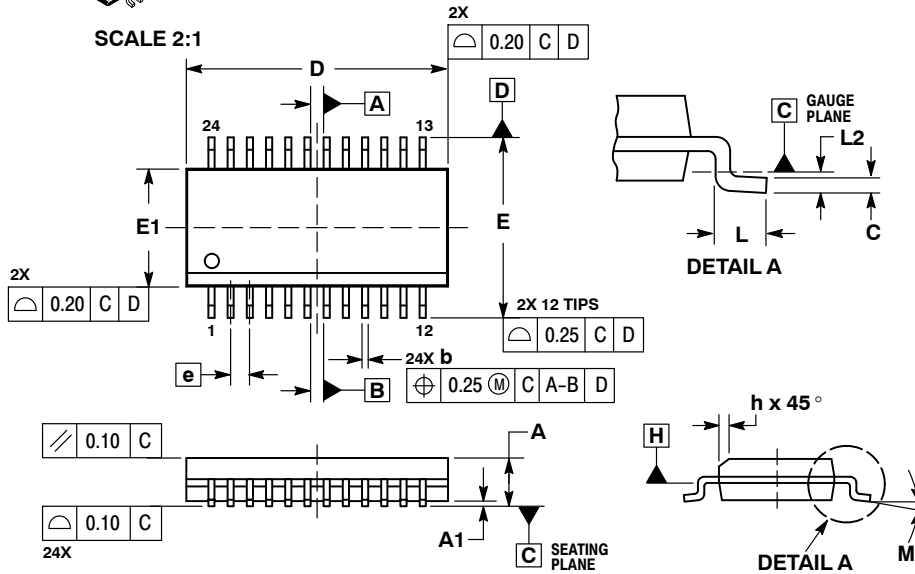 SCALE 2:1
2X
⌓ 0.20 C D
D
A
D
24
13
E1
E
2X
⌓ 0.20 C D
1
12
2X 12 TIPS
⌓ 0.25 C D
e
B
24X b
⌖ 0.25 Ⓜ C A-B D
C GAUGE
PLANE
L2
L
C
DETAIL A
⫽ 0.10 C
A
⌓ 0.10 C
24X
A1
C SEATING
PLANE
h x 45°
H
M
DETAIL A